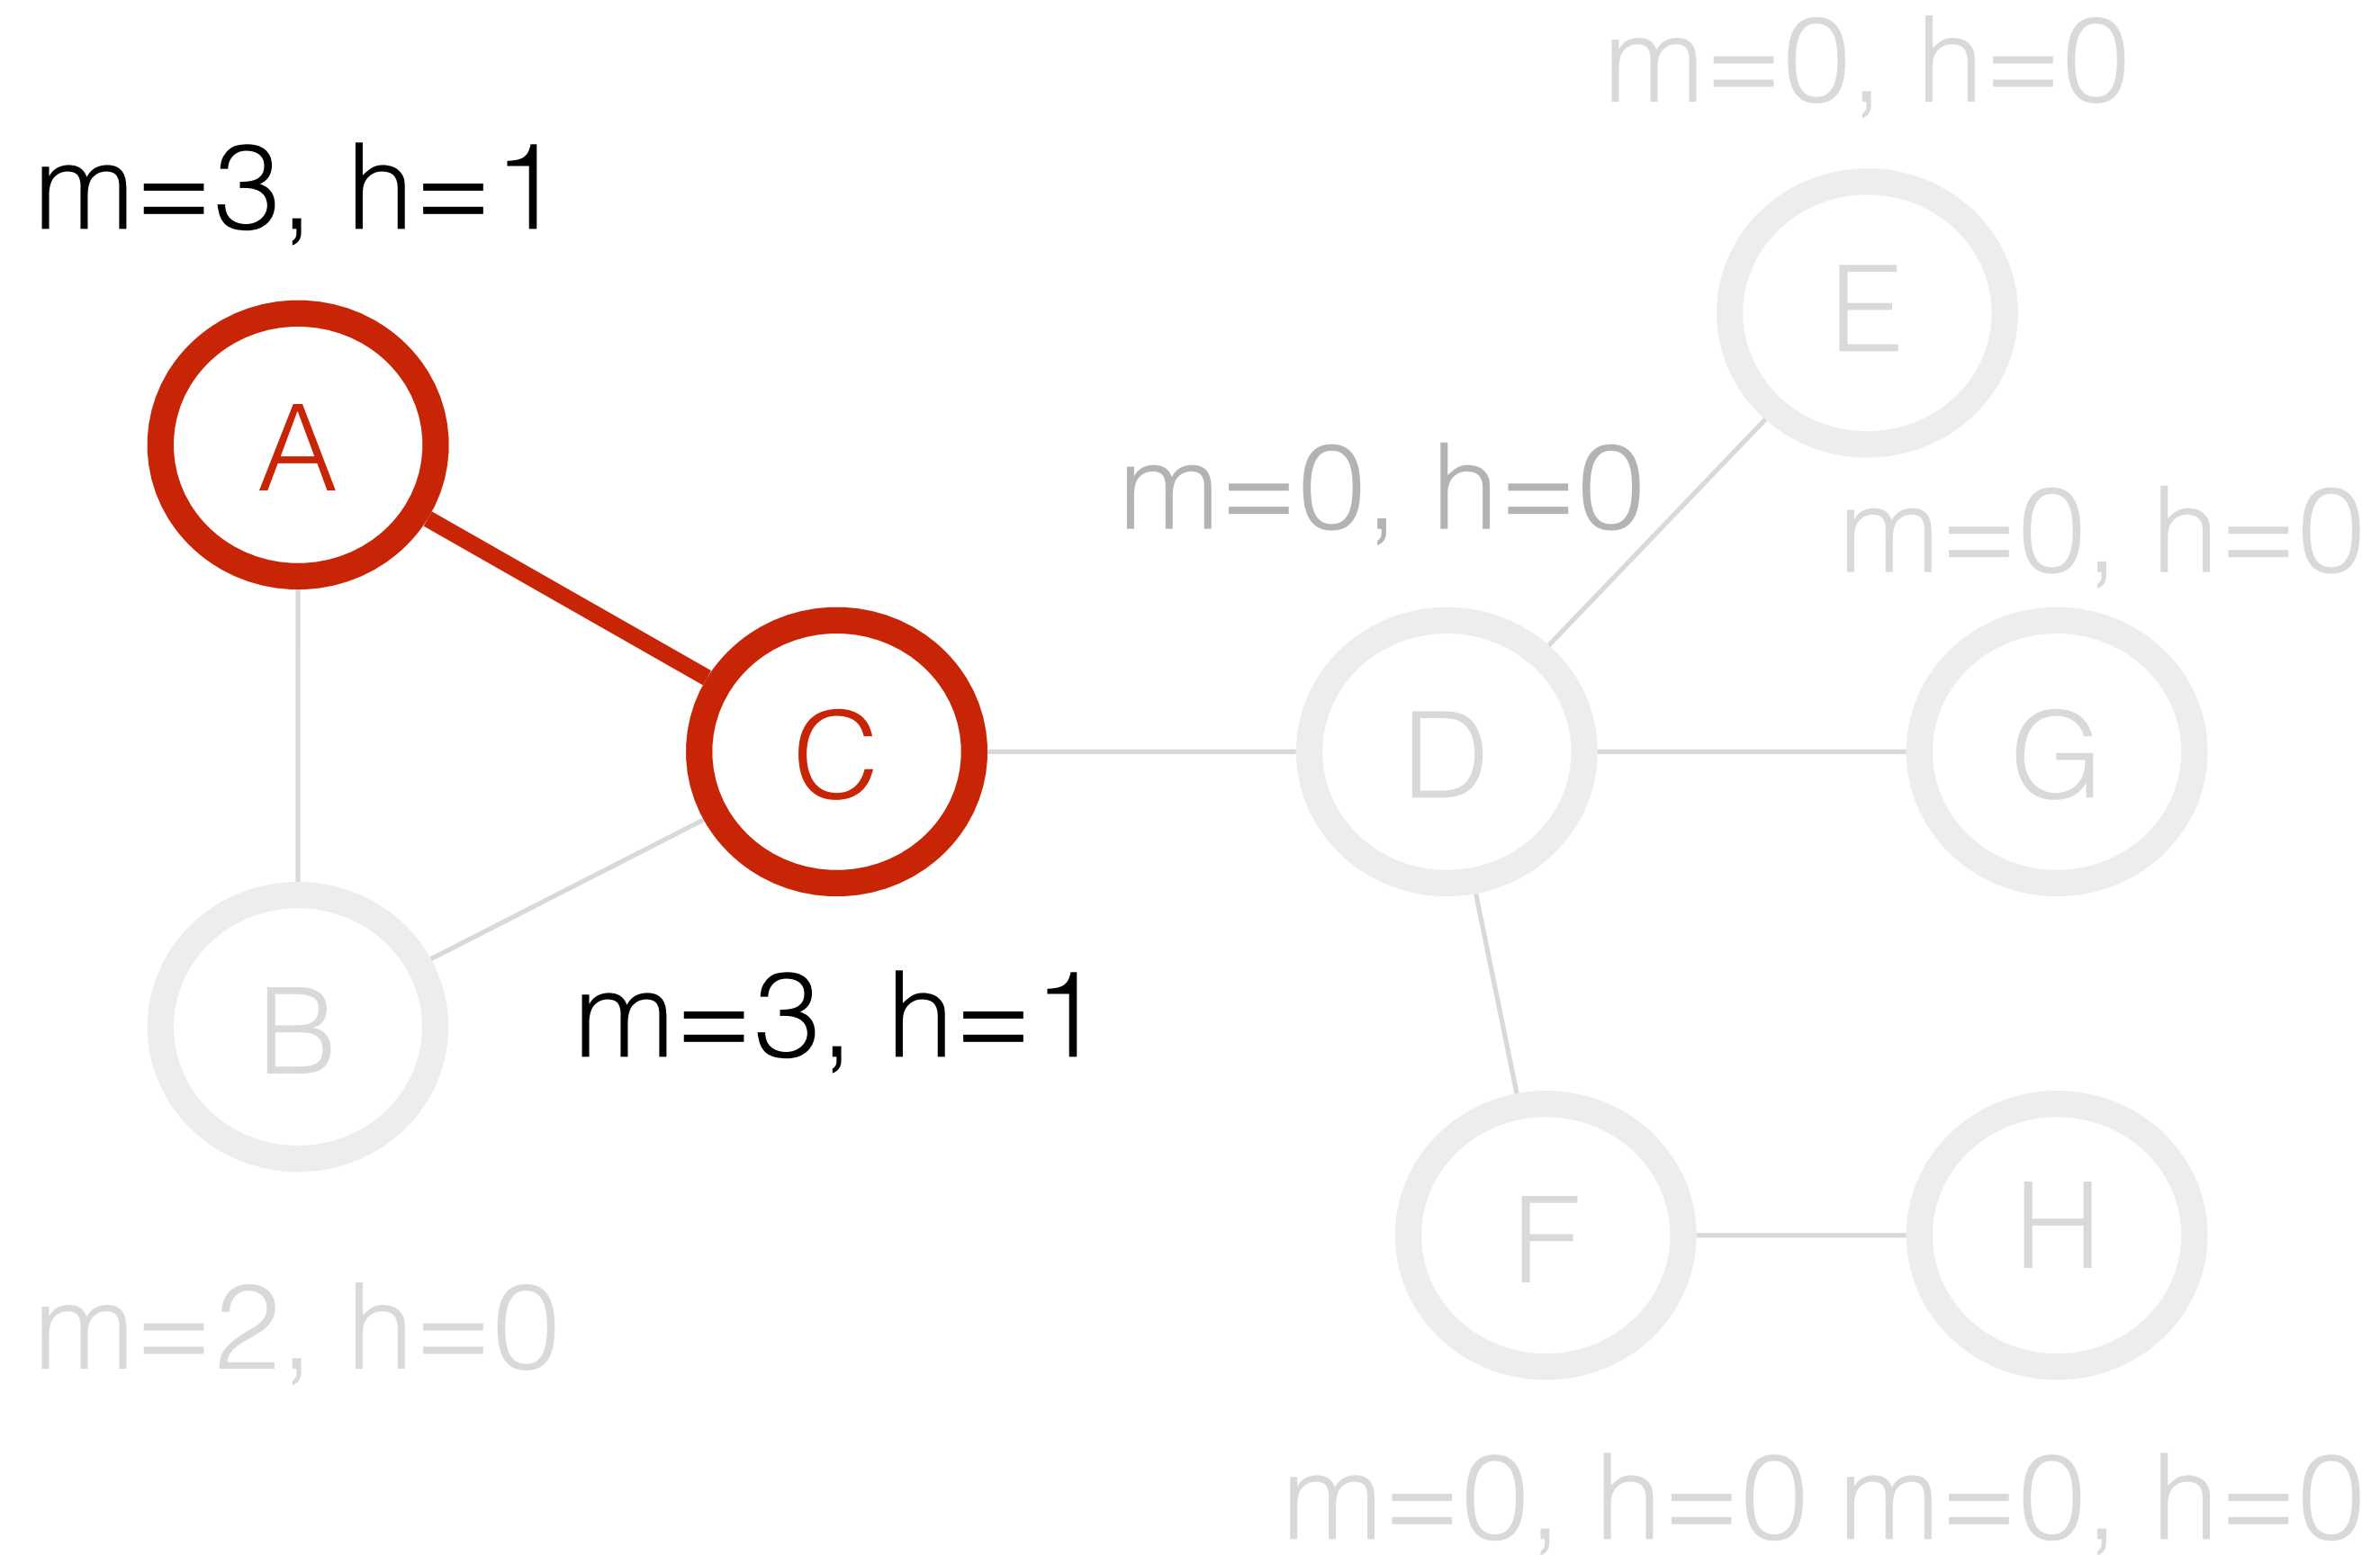 m=0, h=0
m=3, h=1
E
A
m=0, h=0
m=0, h=0
C
D
G
B
m=3, h=1
F
H
m=2, h=0
m=0, h=0
m=0, h=0